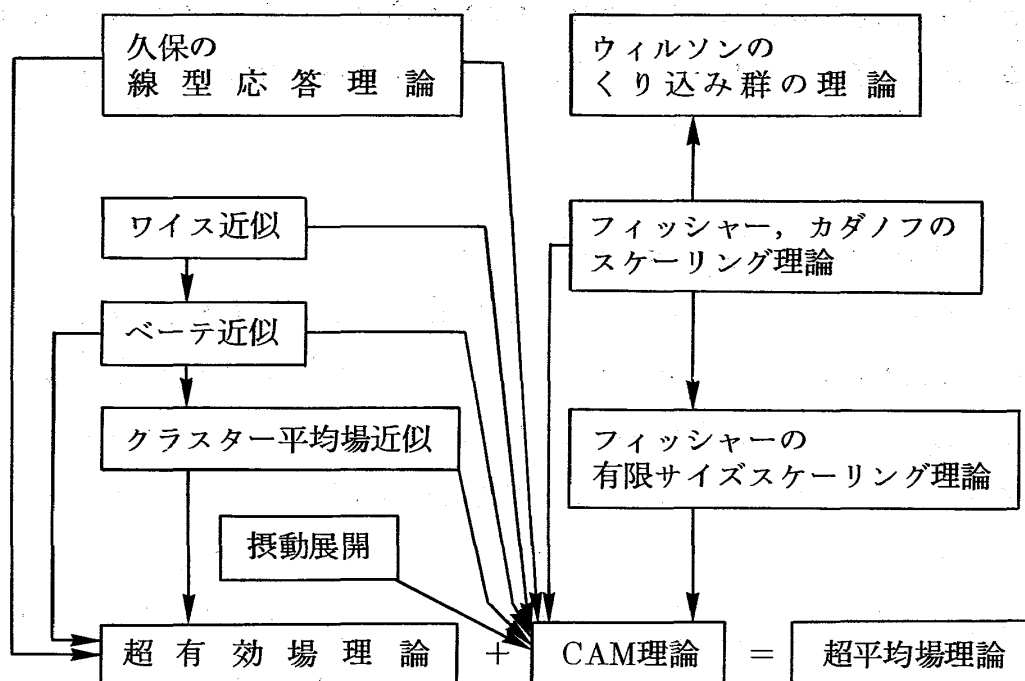 久保の
線型応答理論
ウィルソンの
くり込み群の理論
ワイス近似
フィッシャー,カダノフの
スケーリング理論
ベーテ近似
クラスター平均場近似
フィッシャーの
有限サイズスケーリング理論
摂動展開
超有効場理論 + CAM理論 = 超平均場理論